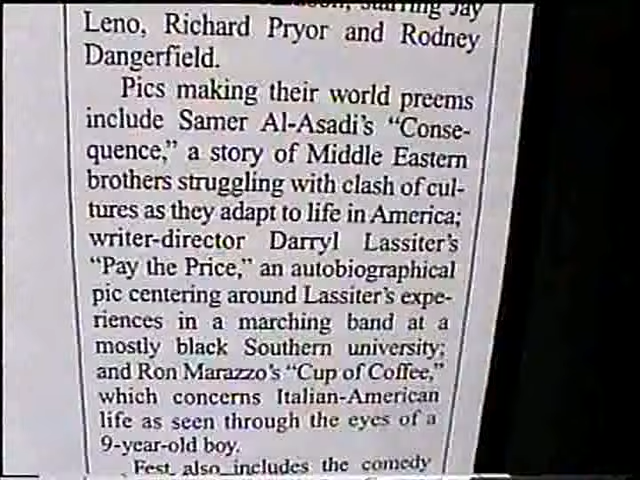 starring Jay
Leno, Richard Pryor and Rodney
Dangerfield.
Pics making their world preems
include Samer Al-Asadi's "Conse-
quence," a story of Middle Eastern
brothers struggling with clash of cul-
tures as they adapt to life in America;
writer-director Darryl Lassiter's
"Pay the Price," an autobiographical
pic centering around Lassiter's expe-
riences in a marching band at a
mostly black Southern university;
and Ron Marazzo's "Cup of Coffee,"
which concerns Italian-American
life as seen through the eyes of a
9-year-old boy.
Fest also includes the comedy